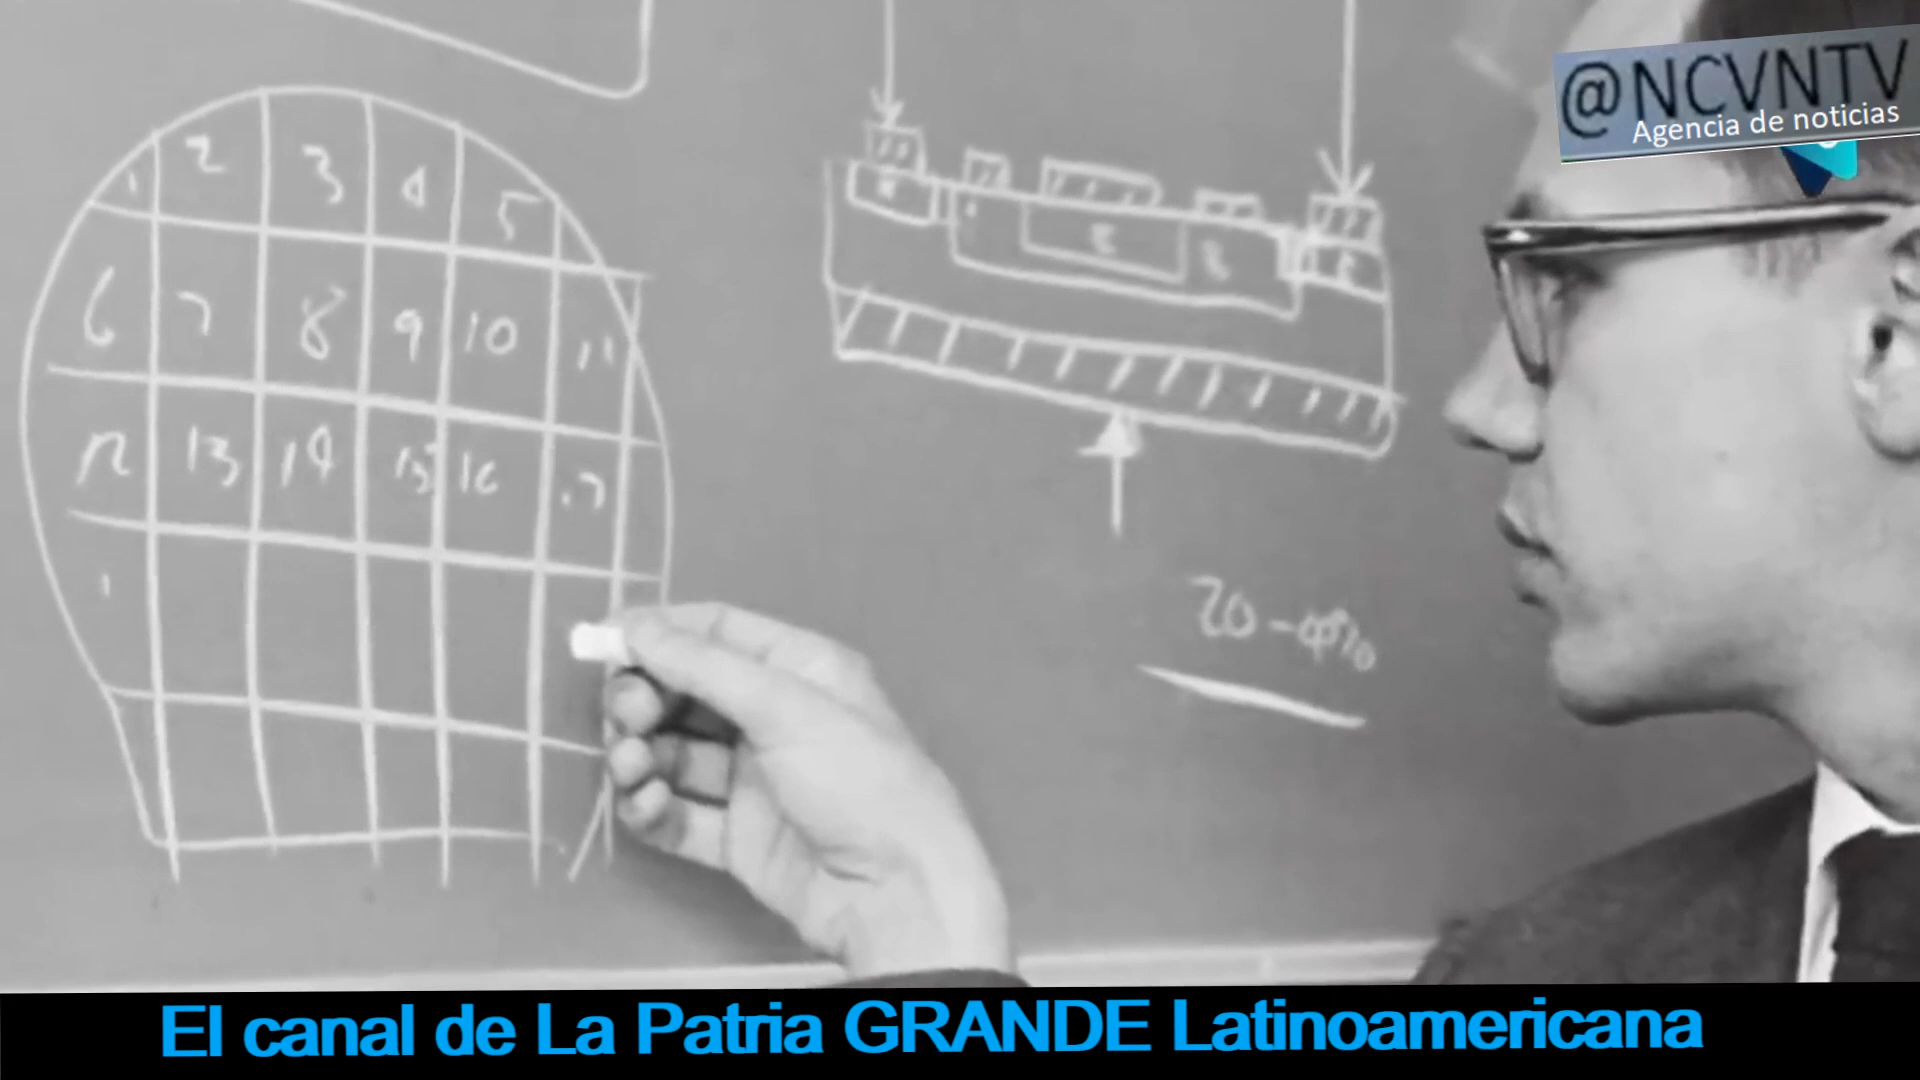 @NCVNTV
Agencia de noticias
1 2 3 4 5
6 7 8 9 10 11
12 13 14 15 16 17
El canal de La Patria GRANDE Latinoamericana